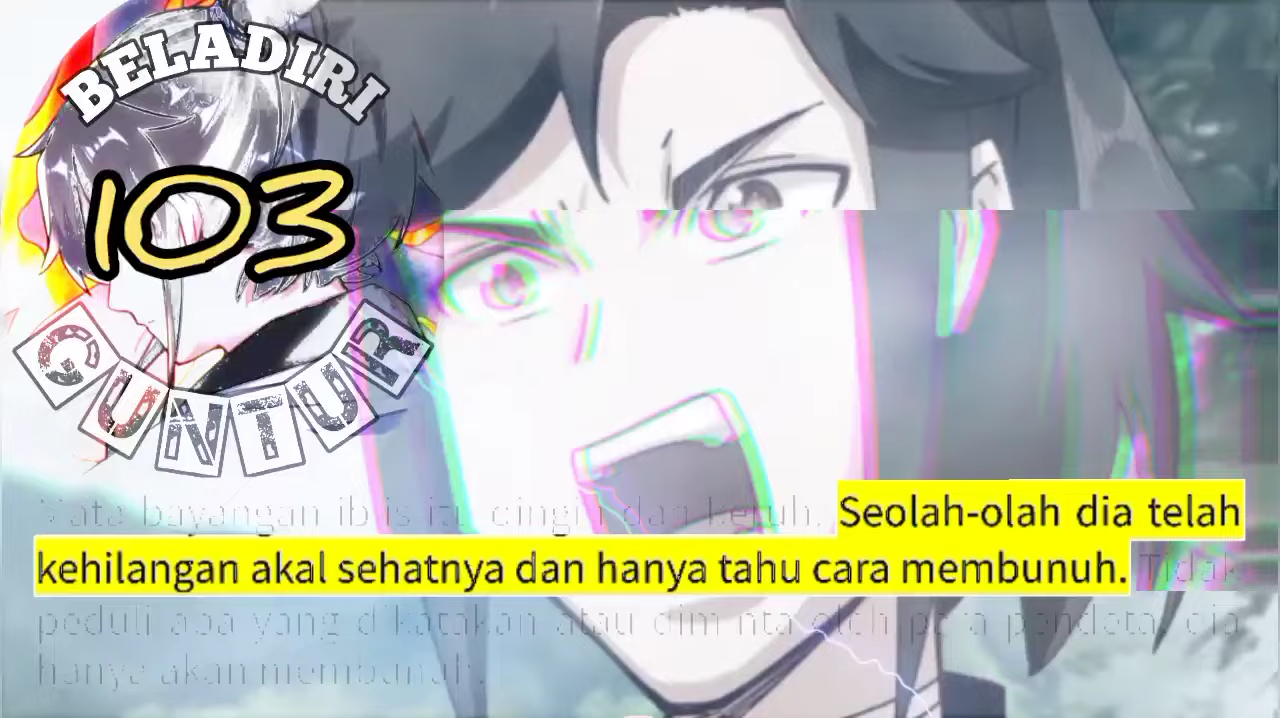 BELADIRI
103
GUNTUR
Mata bayangan iblis itu dingin dan keruh. Seolah-olah dia telah
kehilangan akal sehatnya dan hanya tahu cara membunuh. Tidak
peduli apa yang dikatakan atau diminta oleh para pendeta, dia
hanya akan membunuh.